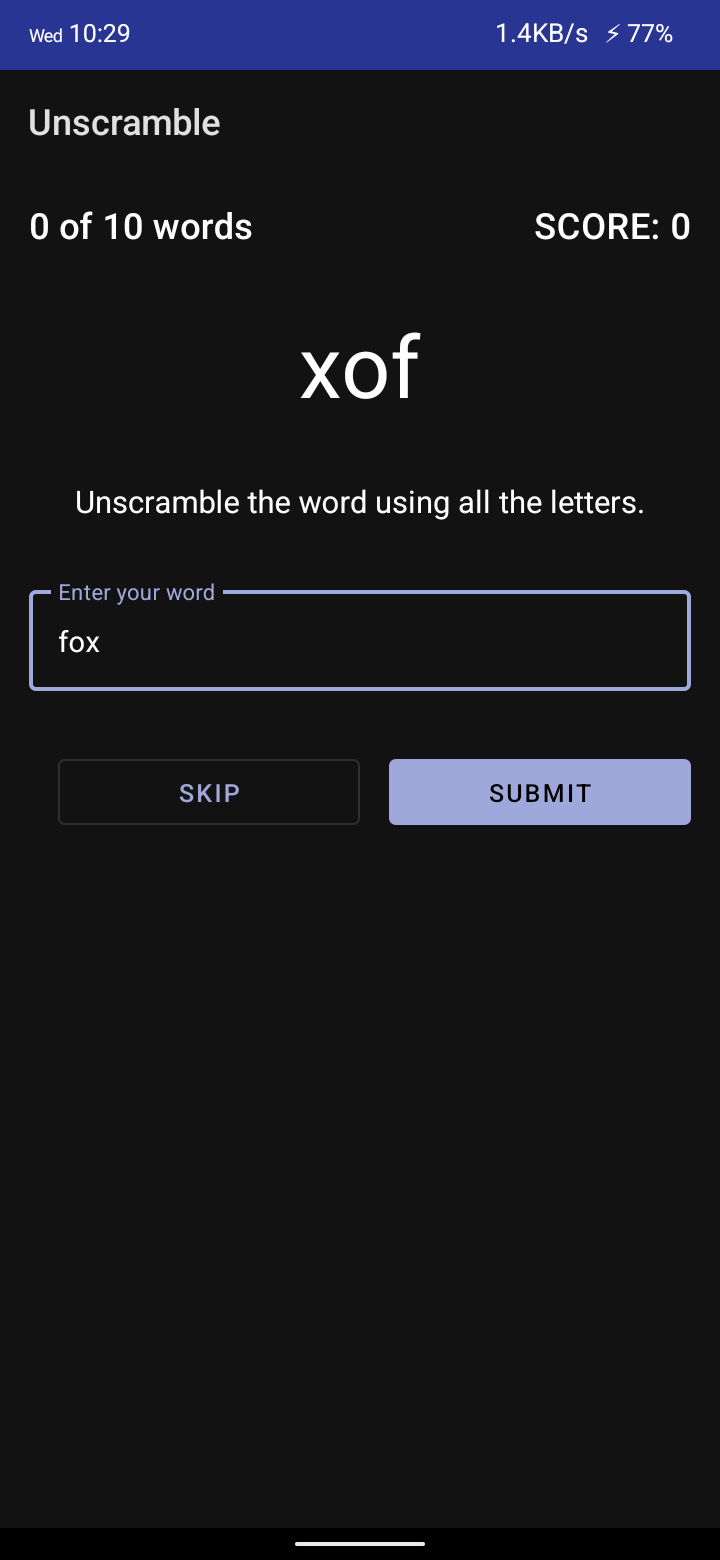 Wed 10:29 1.4KB/s ⚡ 77%
Unscramble
0 of 10 words SCORE: 0
xof
Unscramble the word using all the letters.
Enter your word
fox
SKIP SUBMIT